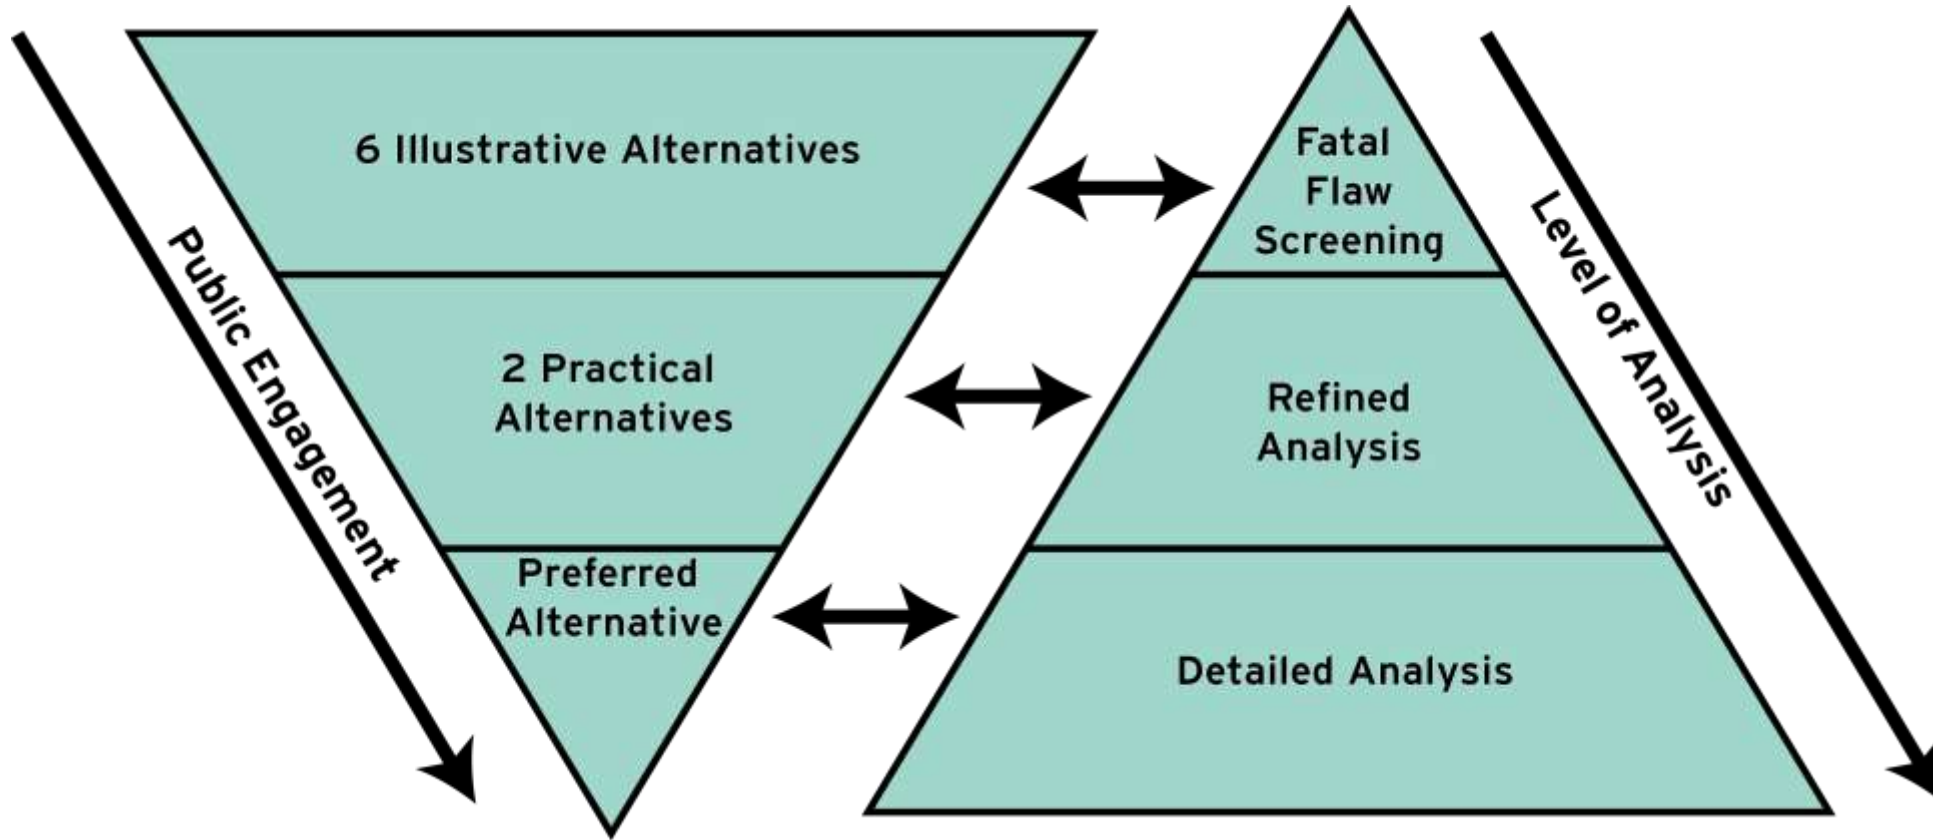 6 Illustrative Alternatives
2 Practical
Alternatives
Preferred
Alternative
Public Engagement
Fatal
Flaw
Screening
Refined
Analysis
Detailed Analysis
Level of Analysis